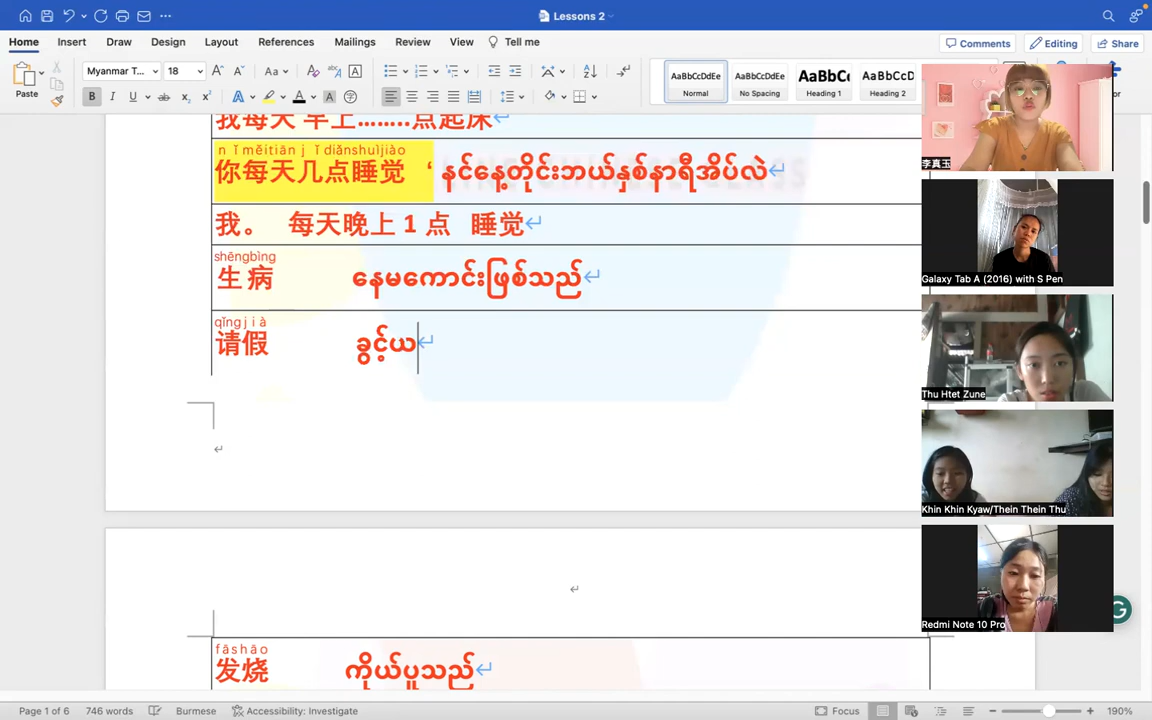 Lessons 2
Home Insert Draw Design Layout References Mailings Review View Tell me
Comments Editing Share
Paste
Myanmar T... 18
AaBbCcDdEe Normal
AaBbCcDdEe No Spacing
AaBbC Heading 1
AaBbCcD Heading 2
我每天 早上........点起床
nǐměitiānjǐdiǎnshuìjiào
你每天几点睡觉 ‘ နင်နေ့တိုင်းဘယ်နှစ်နာရီအိပ်လဲ
我。 每天晚上 1 点 睡觉
shēngbìng
生病 နေမကောင်းဖြစ်သည်
qǐngjià
请假 ခွင့်ယ
fāshāo
发烧 ကိုယ်ပူသည်
李真玉
Galaxy Tab A (2016) with S Pen
Thu Htet Zune
Khin Khin Kyaw/Thein Thein Thu
Redmi Note 10 Pro
Page 1 of 6 746 words Burmese Accessibility: Investigate Focus 190%